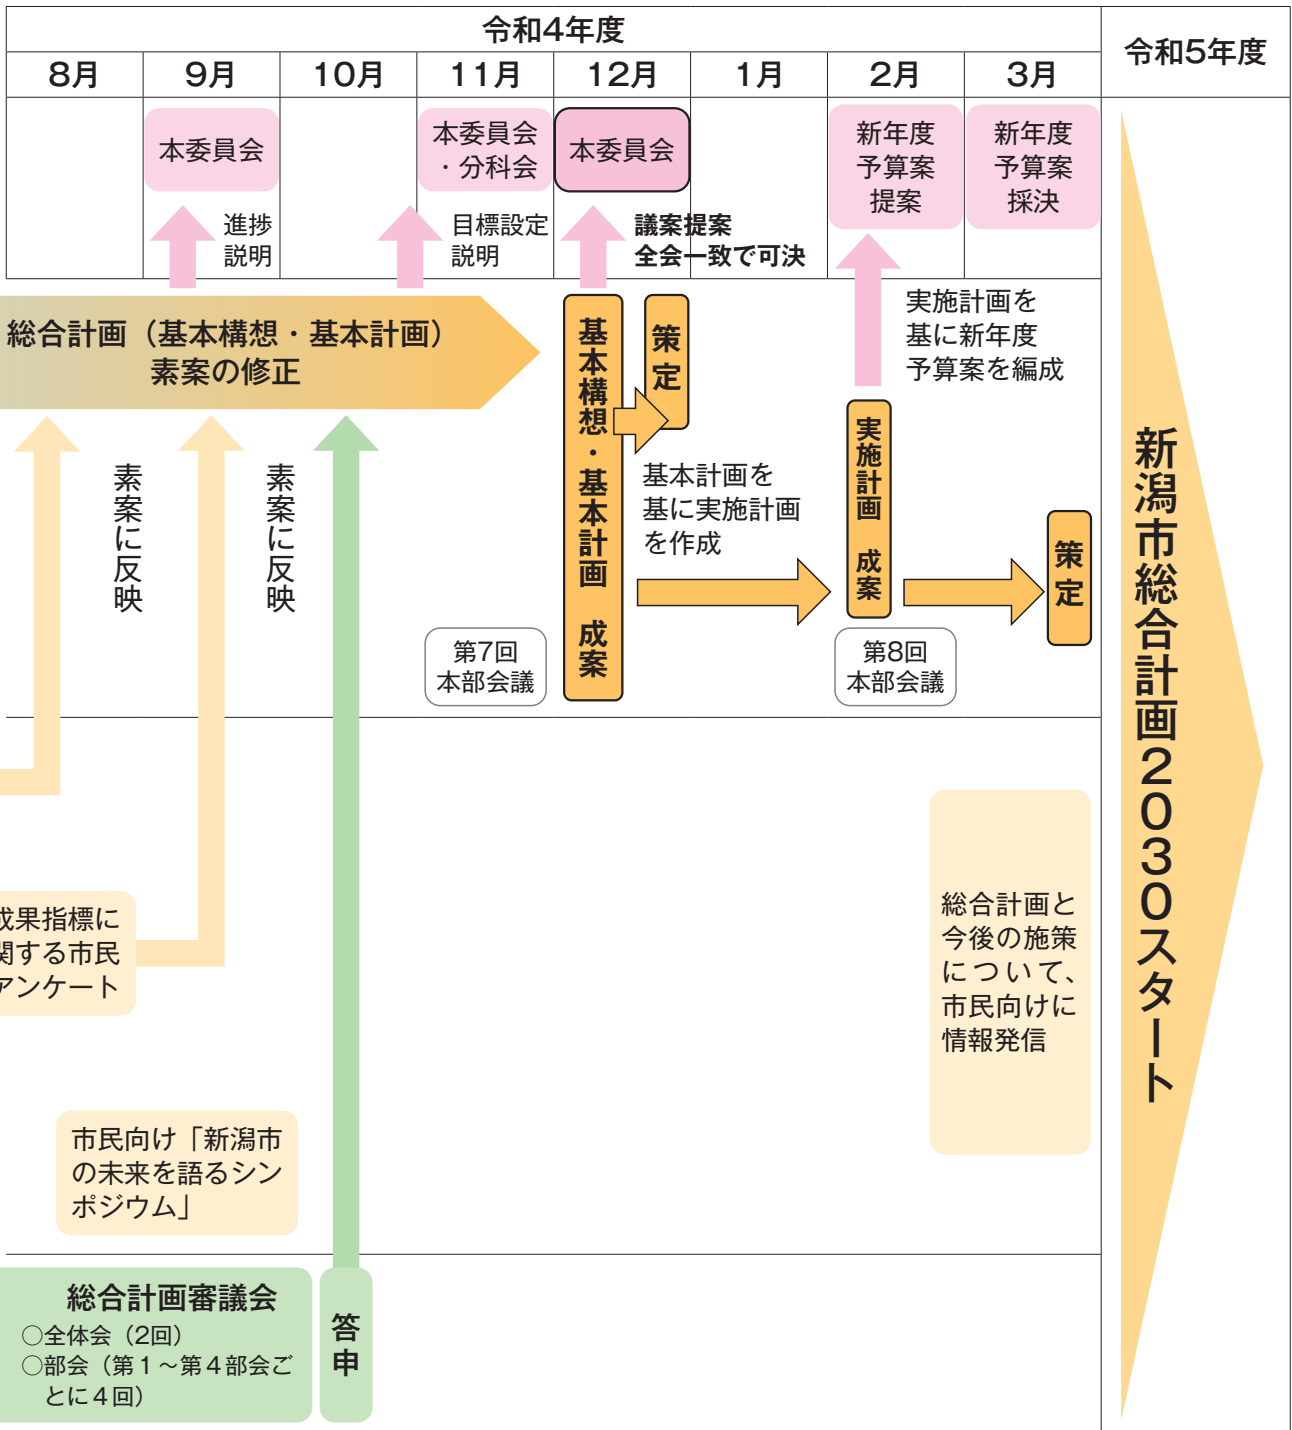 令和4年度
令和5年度
8月
9月
10月
11月
12月
1月
2月
3月
本委員会
本委員会
・分科会
本委員会
新年度
予算案
提案
新年度
予算案
採決
進捗
説明
目標設定
説明
議案提案
全会一致で可決
総合計画（基本構想・基本計画）
素案の修正
基本構想・基本計画　成案
策定
実施計画を
基に新年度
予算案を編成
素案に反映
素案に反映
基本計画を
基に実施計画
を作成
実施計画　成案
策定
第7回
本部会議
第8回
本部会議
新潟市総合計画2030スタート
成果指標に
関する市民
アンケート
総合計画と
今後の施策
について、
市民向けに
情報発信
市民向け「新潟市
の未来を語るシン
ポジウム」
総合計画審議会
○全体会（2回）
○部会（第１～第４部会ご
とに４回）
答申